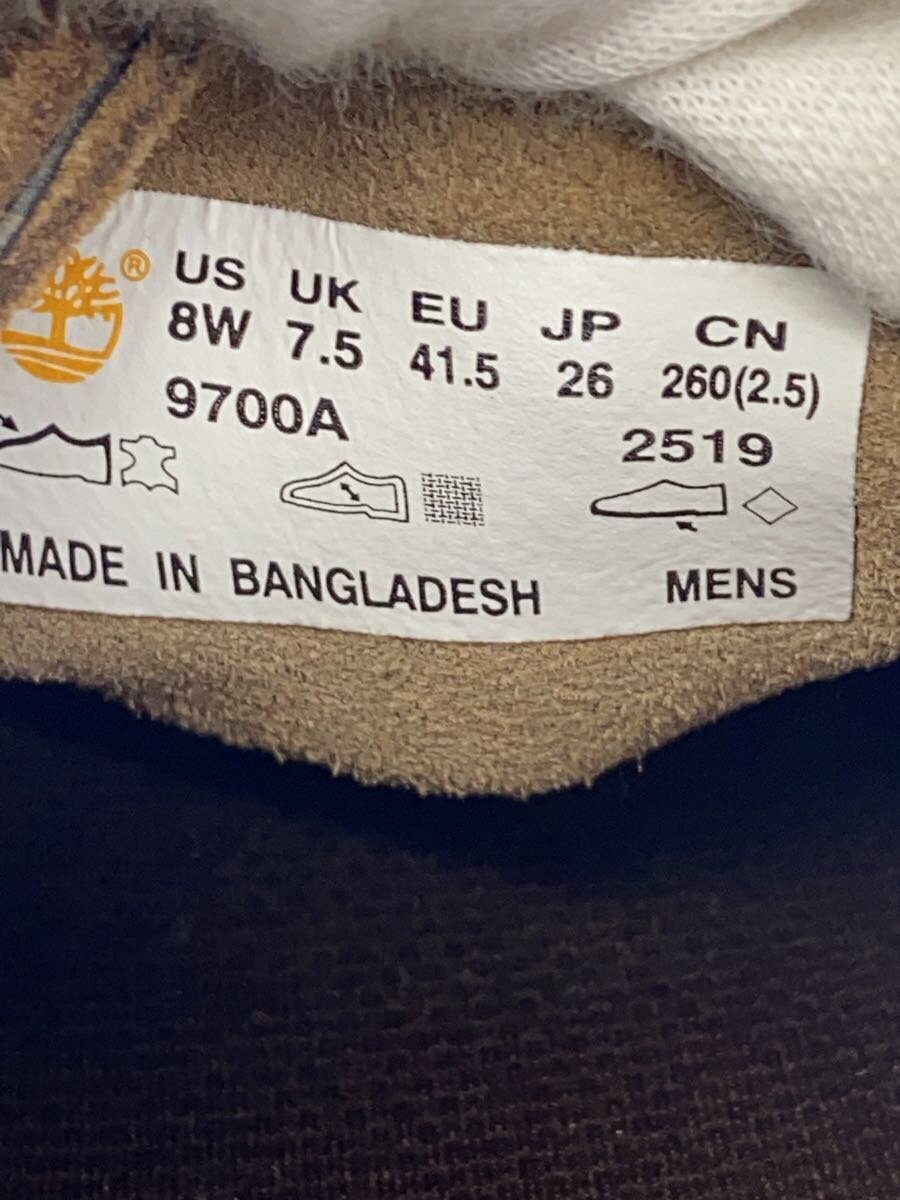 ® US UK EU JP CN
8W 7.5 41.5 26 260(2.5)
9700A 2519
MADE IN BANGLADESH MENS